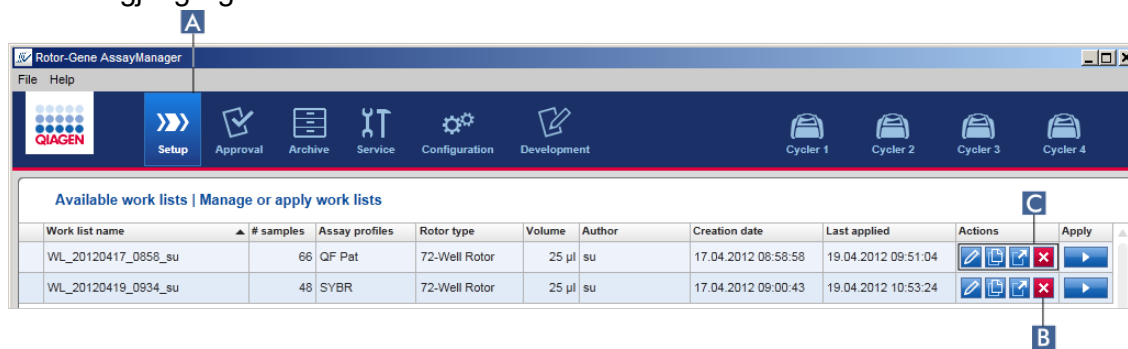 A
Rotor-Gene AssayManager
File Help
QIAGEN
Setup Approval Archive Service Configuration Development Cycler 1 Cycler 2 Cycler 3 Cycler 4
Available work lists | Manage or apply work lists
C
Work list name # samples Assay profiles Rotor type Volume Author Creation date Last applied Actions Apply
WL_20120417_0858_su 66 QF Pat 72-Well Rotor 25 µl su 17.04.2012 08:58:58 19.04.2012 09:51:04
WL_20120419_0934_su 48 SYBR 72-Well Rotor 25 µl su 17.04.2012 09:00:43 19.04.2012 10:53:24
B